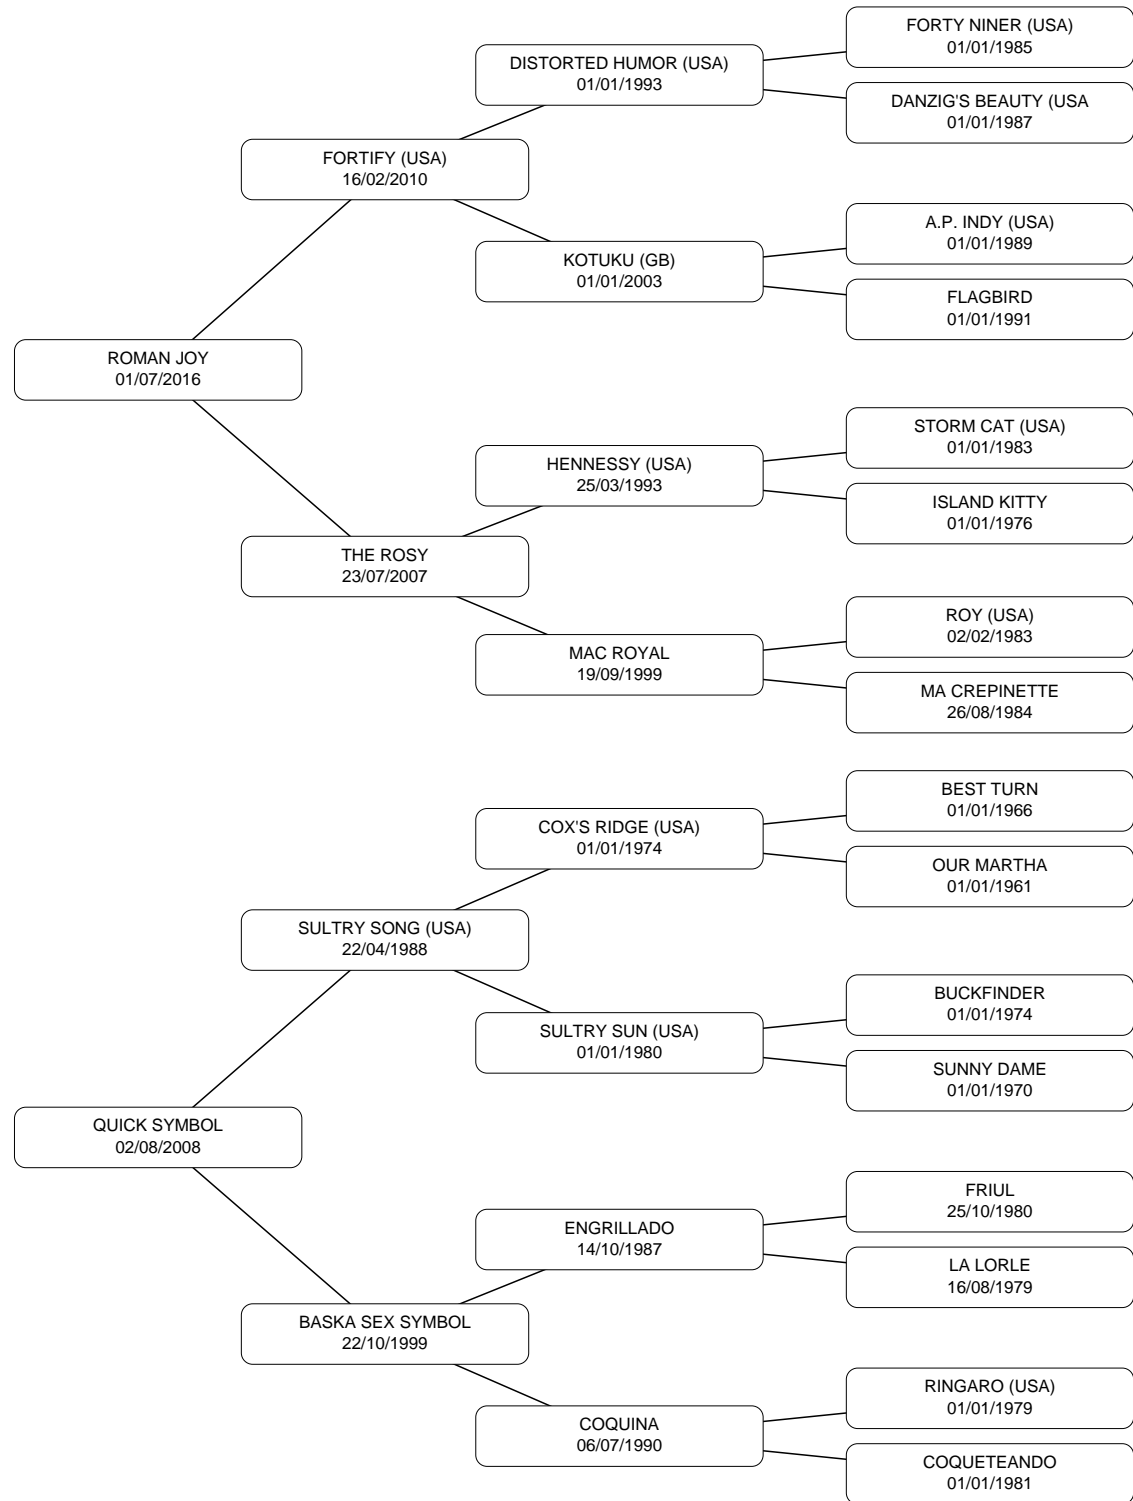 FORTY NINER (USA)
01/01/1985
DISTORTED HUMOR (USA)
01/01/1993
DANZIG'S BEAUTY (USA
01/01/1987
FORTIFY (USA)
16/02/2010
A.P. INDY (USA)
01/01/1989
KOTUKU (GB)
01/01/2003
FLAGBIRD
01/01/1991
ROMAN JOY
01/07/2016
STORM CAT (USA)
01/01/1983
HENNESSY (USA)
25/03/1993
ISLAND KITTY
01/01/1976
THE ROSY
23/07/2007
ROY (USA)
02/02/1983
MAC ROYAL
19/09/1999
MA CREPINETTE
26/08/1984
BEST TURN
01/01/1966
COX'S RIDGE (USA)
01/01/1974
OUR MARTHA
01/01/1961
SULTRY SONG (USA)
22/04/1988
BUCKFINDER
01/01/1974
SULTRY SUN (USA)
01/01/1980
SUNNY DAME
01/01/1970
QUICK SYMBOL
02/08/2008
FRIUL
25/10/1980
ENGRILLADO
14/10/1987
LA LORLE
16/08/1979
BASKA SEX SYMBOL
22/10/1999
RINGARO (USA)
01/01/1979
COQUINA
06/07/1990
COQUETEANDO
01/01/1981